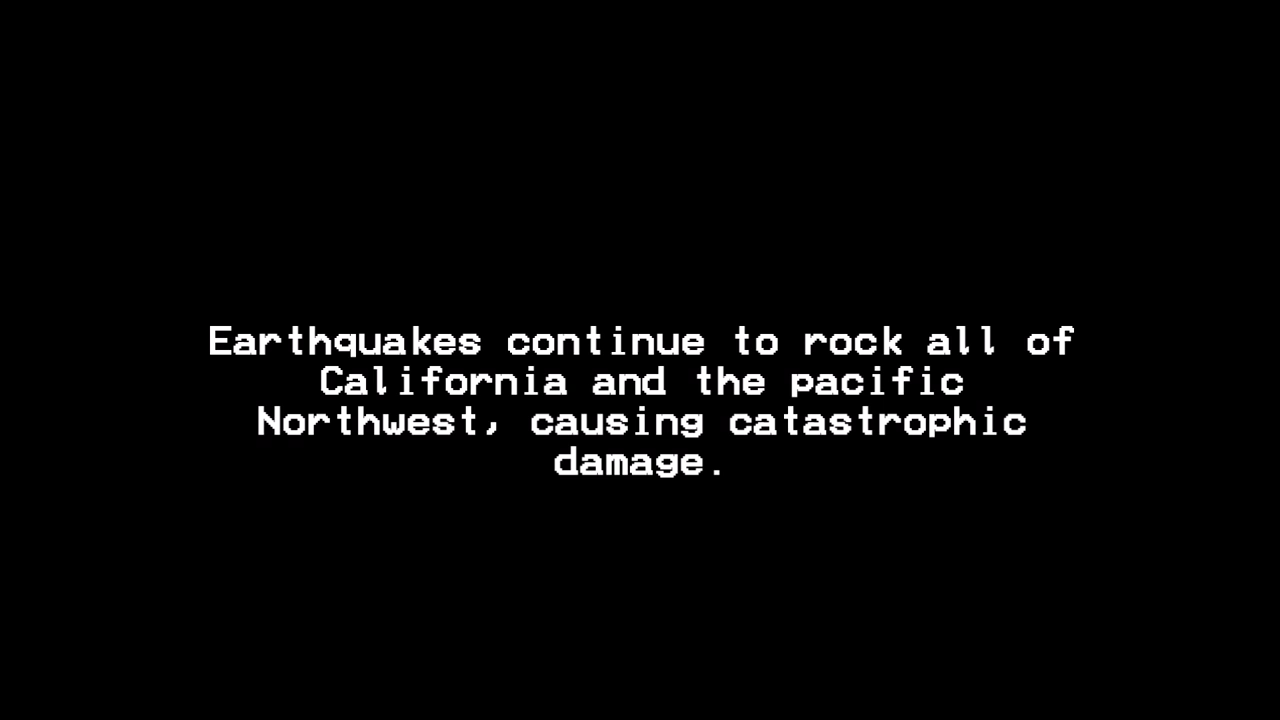 Earthquakes continue to rock all of
California and the pacific
Northwest, causing catastrophic
damage.